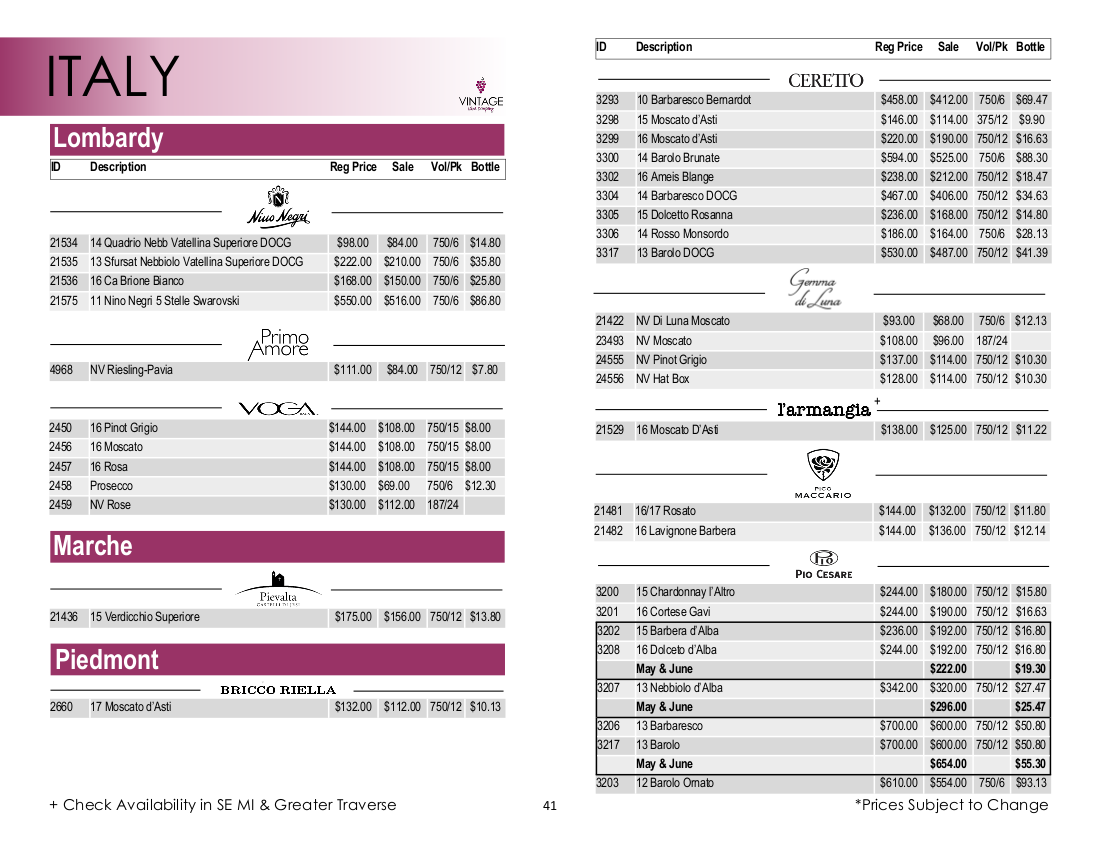 ITALY
VINTAGE
Wine Company
Lombardy
ID Description Reg Price Sale Vol/Pk Bottle
Nino Negri
21534 14 Quadrio Nebb Vatellina Superiore DOCG $98.00 $84.00 750/6 $14.80
21535 13 Sfursat Nebbiolo Vatellina Superiore DOCG $222.00 $210.00 750/6 $35.80
21536 16 Ca Brione Bianco $168.00 $150.00 750/6 $25.80
21575 11 Nino Negri 5 Stelle Swarovski $550.00 $516.00 750/6 $86.80
Primo
Amore
4968 NV Riesling-Pavia $111.00 $84.00 750/12 $7.80
VOGA
2450 16 Pinot Grigio $144.00 $108.00 750/15 $8.00
2456 16 Moscato $144.00 $108.00 750/15 $8.00
2457 16 Rosa $144.00 $108.00 750/15 $8.00
2458 Prosecco $130.00 $69.00 750/6 $12.30
2459 NV Rose $130.00 $112.00 187/24
Marche
Pievalta
21436 15 Verdicchio Superiore $175.00 $156.00 750/12 $13.80
Piedmont
BRICCO RIELLA
2660 17 Moscato d'Asti $132.00 $112.00 750/12 $10.13
ID Description Reg Price Sale Vol/Pk Bottle
CERETTO
3293 10 Barbaresco Bernardot $458.00 $412.00 750/6 $69.47
3298 15 Moscato d'Asti $146.00 $114.00 375/12 $9.90
3299 16 Moscato d'Asti $220.00 $190.00 750/12 $16.63
3300 14 Barolo Brunate $594.00 $525.00 750/6 $88.30
3302 16 Ameis Blange $238.00 $212.00 750/12 $18.47
3304 14 Barbaresco DOCG $467.00 $406.00 750/12 $34.63
3305 15 Dolcetto Rosanna $236.00 $168.00 750/12 $14.80
3306 14 Rosso Monsordo $186.00 $164.00 750/6 $28.13
3317 13 Barolo DOCG $530.00 $487.00 750/12 $41.39
Gemma
di Luna
21422 NV Di Luna Moscato $93.00 $68.00 750/6 $12.13
23493 NV Moscato $108.00 $96.00 187/24
24555 NV Pinot Grigio $137.00 $114.00 750/12 $10.30
24556 NV Hat Box $128.00 $114.00 750/12 $10.30
l'armangia +
21529 16 Moscato D'Asti $138.00 $125.00 750/12 $11.22
PICO
MACCARIO
21481 16/17 Rosato $144.00 $132.00 750/12 $11.80
21482 16 Lavignone Barbera $144.00 $136.00 750/12 $12.14
PIO CESARE
3200 15 Chardonnay l'Altro $244.00 $180.00 750/12 $15.80
3201 16 Cortese Gavi $244.00 $190.00 750/12 $16.63
3202 15 Barbera d'Alba $236.00 $192.00 750/12 $16.80
3208 16 Dolceto d'Alba $244.00 $192.00 750/12 $16.80
May & June $222.00 $19.30
3207 13 Nebbiolo d'Alba $342.00 $320.00 750/12 $27.47
May & June $296.00 $25.47
3206 13 Barbaresco $700.00 $600.00 750/12 $50.80
3217 13 Barolo $700.00 $600.00 750/12 $50.80
May & June $654.00 $55.30
3203 12 Barolo Ornato $610.00 $554.00 750/6 $93.13
+ Check Availability in SE MI & Greater Traverse
41
*Prices Subject to Change